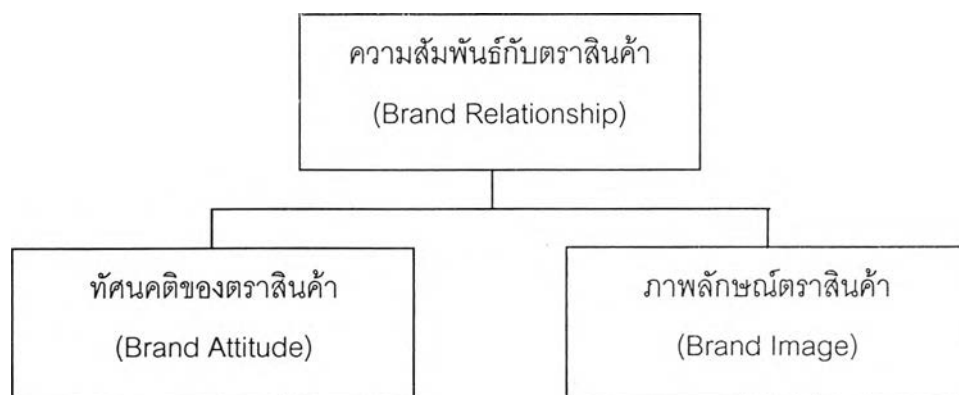 ความสัมพันธ์กับตราสินค้า
(Brand Relationship)
ทัศนคติของตราสินค้า
(Brand Attitude)
ภาพลักษณ์ตราสินค้า
(Brand Image)